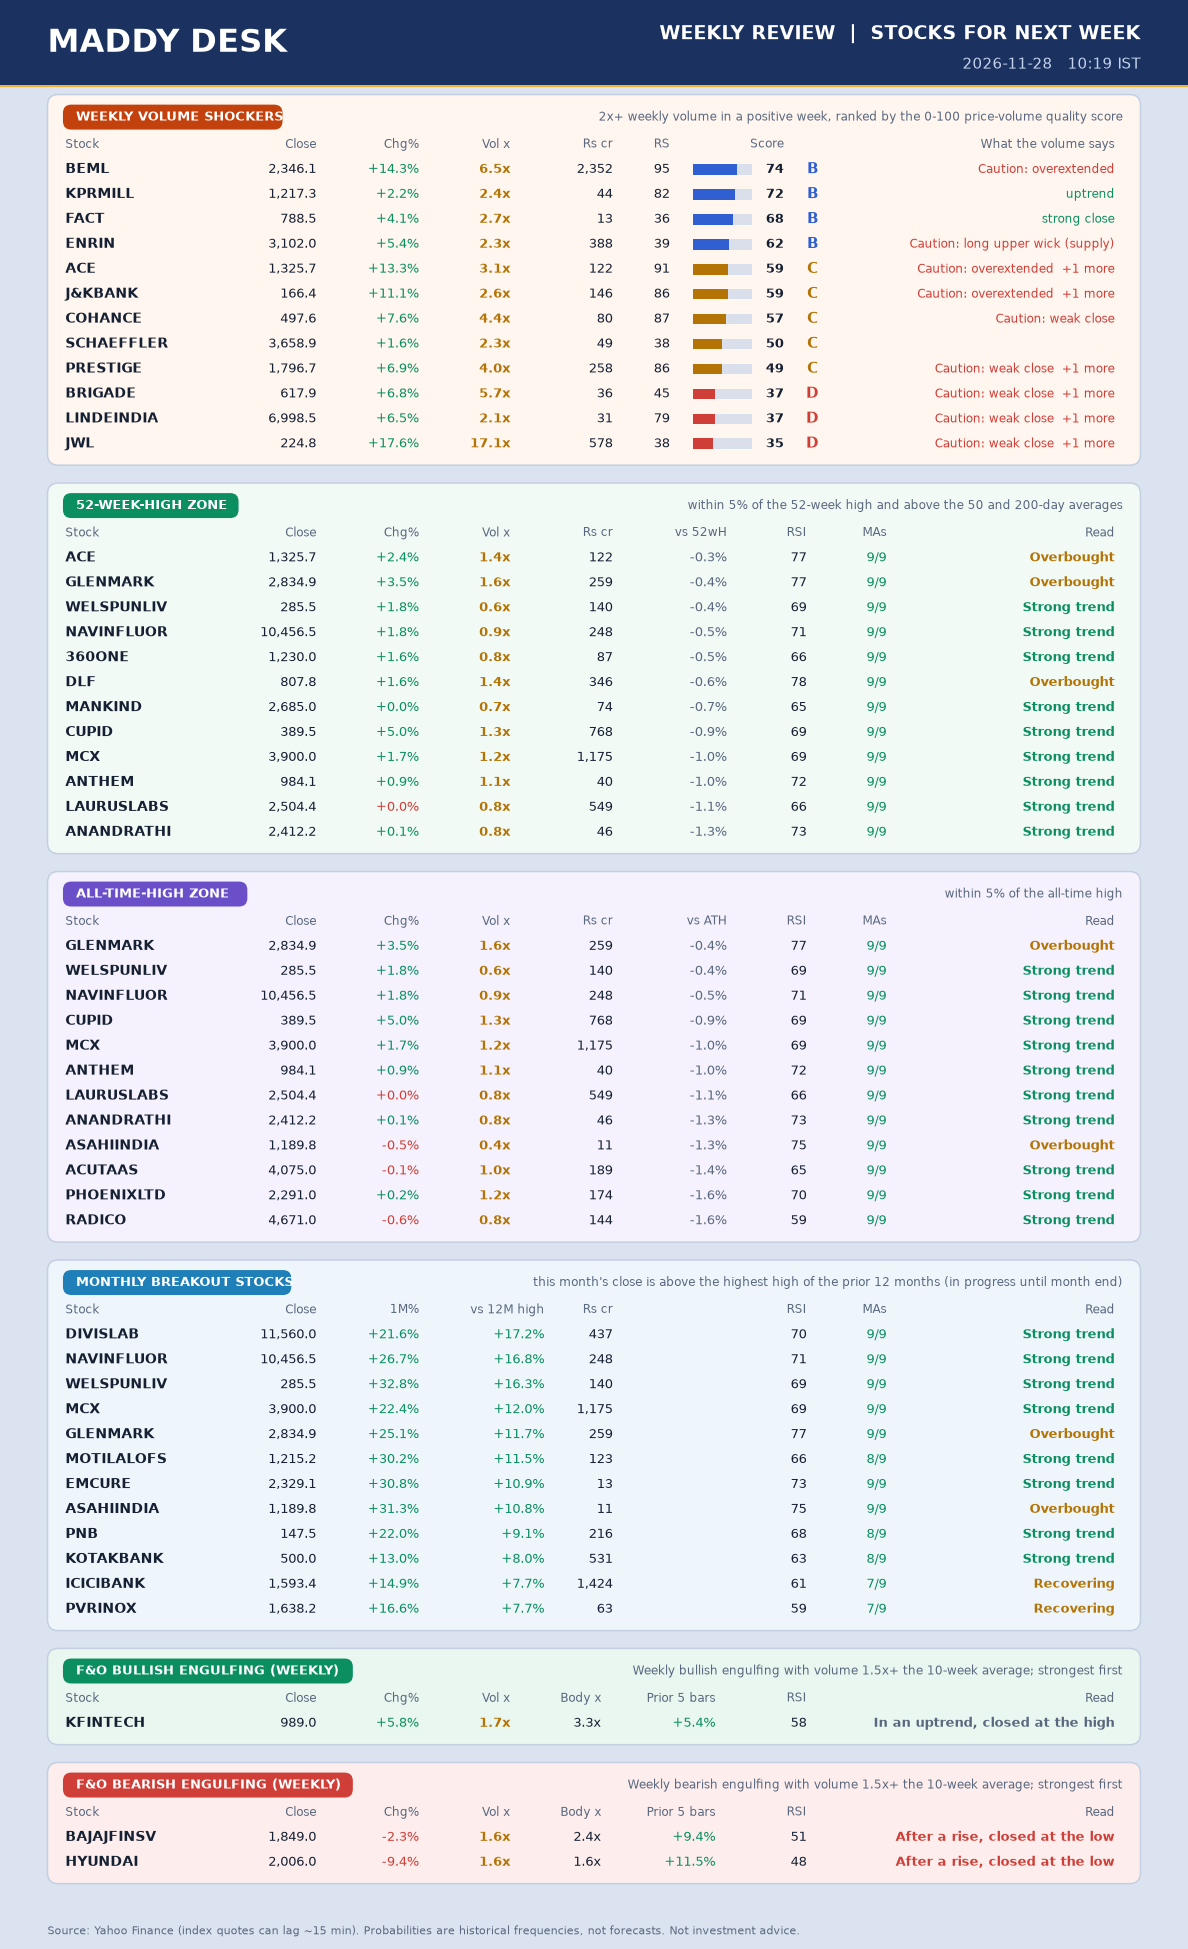 MADDY DESK
WEEKLY REVIEW | STOCKS FOR NEXT WEEK
2026-11-28 10:19 IST
WEEKLY VOLUME SHOCKERS 2x+ weekly volume in a positive week, ranked by the 0-100 price-volume quality score
Stock Close Chg% Vol x Rs cr RS Score What the volume says
BEML 2,346.1 +14.3% 6.5x 2,352 95 74 B Caution: overextended
KPRMILL 1,217.3 +2.2% 2.4x 44 82 72 B uptrend
FACT 788.5 +4.1% 2.7x 13 36 68 B strong close
ENRIN 3,102.0 +5.4% 2.3x 388 39 62 B Caution: long upper wick (supply)
ACE 1,325.7 +13.3% 3.1x 122 91 59 C Caution: overextended +1 more
J&KBANK 166.4 +11.1% 2.6x 146 86 59 C Caution: overextended +1 more
COHANCE 497.6 +7.6% 4.4x 80 87 57 C Caution: weak close
SCHAEFFLER 3,658.9 +1.6% 2.3x 49 38 50 C
PRESTIGE 1,796.7 +6.9% 4.0x 258 86 49 C Caution: weak close +1 more
BRIGADE 617.9 +6.8% 5.7x 36 45 37 D Caution: weak close +1 more
LINDEINDIA 6,998.5 +6.5% 2.1x 31 79 37 D Caution: weak close +1 more
JWL 224.8 +17.6% 17.1x 578 38 35 D Caution: weak close +1 more
52-WEEK-HIGH ZONE within 5% of the 52-week high and above the 50 and 200-day averages
Stock Close Chg% Vol x Rs cr vs 52wH RSI MAs Read
ACE 1,325.7 +2.4% 1.4x 122 -0.3% 77 9/9 Overbought
GLENMARK 2,834.9 +3.5% 1.6x 259 -0.4% 77 9/9 Overbought
WELSPUNLIV 285.5 +1.8% 0.6x 140 -0.4% 69 9/9 Strong trend
NAVINFLUOR 10,456.5 +1.8% 0.9x 248 -0.5% 71 9/9 Strong trend
360ONE 1,230.0 +1.6% 0.8x 87 -0.5% 66 9/9 Strong trend
DLF 807.8 +1.6% 1.4x 346 -0.6% 78 9/9 Overbought
MANKIND 2,685.0 +0.0% 0.7x 74 -0.7% 65 9/9 Strong trend
CUPID 389.5 +5.0% 1.3x 768 -0.9% 69 9/9 Strong trend
MCX 3,900.0 +1.7% 1.2x 1,175 -1.0% 69 9/9 Strong trend
ANTHEM 984.1 +0.9% 1.1x 40 -1.0% 72 9/9 Strong trend
LAURUSLABS 2,504.4 +0.0% 0.8x 549 -1.1% 66 9/9 Strong trend
ANANDRATHI 2,412.2 +0.1% 0.8x 46 -1.3% 73 9/9 Strong trend
ALL-TIME-HIGH ZONE within 5% of the all-time high
Stock Close Chg% Vol x Rs cr vs ATH RSI MAs Read
GLENMARK 2,834.9 +3.5% 1.6x 259 -0.4% 77 9/9 Overbought
WELSPUNLIV 285.5 +1.8% 0.6x 140 -0.4% 69 9/9 Strong trend
NAVINFLUOR 10,456.5 +1.8% 0.9x 248 -0.5% 71 9/9 Strong trend
CUPID 389.5 +5.0% 1.3x 768 -0.9% 69 9/9 Strong trend
MCX 3,900.0 +1.7% 1.2x 1,175 -1.0% 69 9/9 Strong trend
ANTHEM 984.1 +0.9% 1.1x 40 -1.0% 72 9/9 Strong trend
LAURUSLABS 2,504.4 +0.0% 0.8x 549 -1.1% 66 9/9 Strong trend
ANANDRATHI 2,412.2 +0.1% 0.8x 46 -1.3% 73 9/9 Strong trend
ASAHIINDIA 1,189.8 -0.5% 0.4x 11 -1.3% 75 9/9 Overbought
ACUTAAS 4,075.0 -0.1% 1.0x 189 -1.4% 65 9/9 Strong trend
PHOENIXLTD 2,291.0 +0.2% 1.2x 174 -1.6% 70 9/9 Strong trend
RADICO 4,671.0 -0.6% 0.8x 144 -1.6% 59 9/9 Strong trend
MONTHLY BREAKOUT STOCKS this month's close is above the highest high of the prior 12 months (in progress until month end)
Stock Close 1M% vs 12M high Rs cr RSI MAs Read
DIVISLAB 11,560.0 +21.6% +17.2% 437 70 9/9 Strong trend
NAVINFLUOR 10,456.5 +26.7% +16.8% 248 71 9/9 Strong trend
WELSPUNLIV 285.5 +32.8% +16.3% 140 69 9/9 Strong trend
MCX 3,900.0 +22.4% +12.0% 1,175 69 9/9 Strong trend
GLENMARK 2,834.9 +25.1% +11.7% 259 77 9/9 Overbought
MOTILALOFS 1,215.2 +30.2% +11.5% 123 66 8/9 Strong trend
EMCURE 2,329.1 +30.8% +10.9% 13 73 9/9 Strong trend
ASAHIINDIA 1,189.8 +31.3% +10.8% 11 75 9/9 Overbought
PNB 147.5 +22.0% +9.1% 216 68 8/9 Strong trend
KOTAKBANK 500.0 +13.0% +8.0% 531 63 8/9 Strong trend
ICICIBANK 1,593.4 +14.9% +7.7% 1,424 61 7/9 Recovering
PVRINOX 1,638.2 +16.6% +7.7% 63 59 7/9 Recovering
F&O BULLISH ENGULFING (WEEKLY) Weekly bullish engulfing with volume 1.5x+ the 10-week average; strongest first
Stock Close Chg% Vol x Body x Prior 5 bars RSI Read
KFINTECH 989.0 +5.8% 1.7x 3.3x +5.4% 58 In an uptrend, closed at the high
F&O BEARISH ENGULFING (WEEKLY) Weekly bearish engulfing with volume 1.5x+ the 10-week average; strongest first
Stock Close Chg% Vol x Body x Prior 5 bars RSI Read
BAJAJFINSV 1,849.0 -2.3% 1.6x 2.4x +9.4% 51 After a rise, closed at the low
HYUNDAI 2,006.0 -9.4% 1.6x 1.6x +11.5% 48 After a rise, closed at the low
Source: Yahoo Finance (index quotes can lag ~15 min). Probabilities are historical frequencies, not forecasts. Not investment advice.